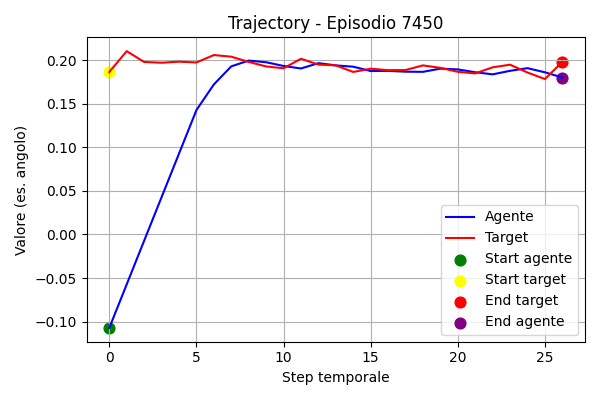 Trajectory - Episodio 7450
Valore (es. angolo)
0.20
0.15
0.10
0.05
0.00
−0.05
−0.10
0
5
10
15
20
25
Step temporale
Agente
Target
Start agente
Start target
End target
End agente